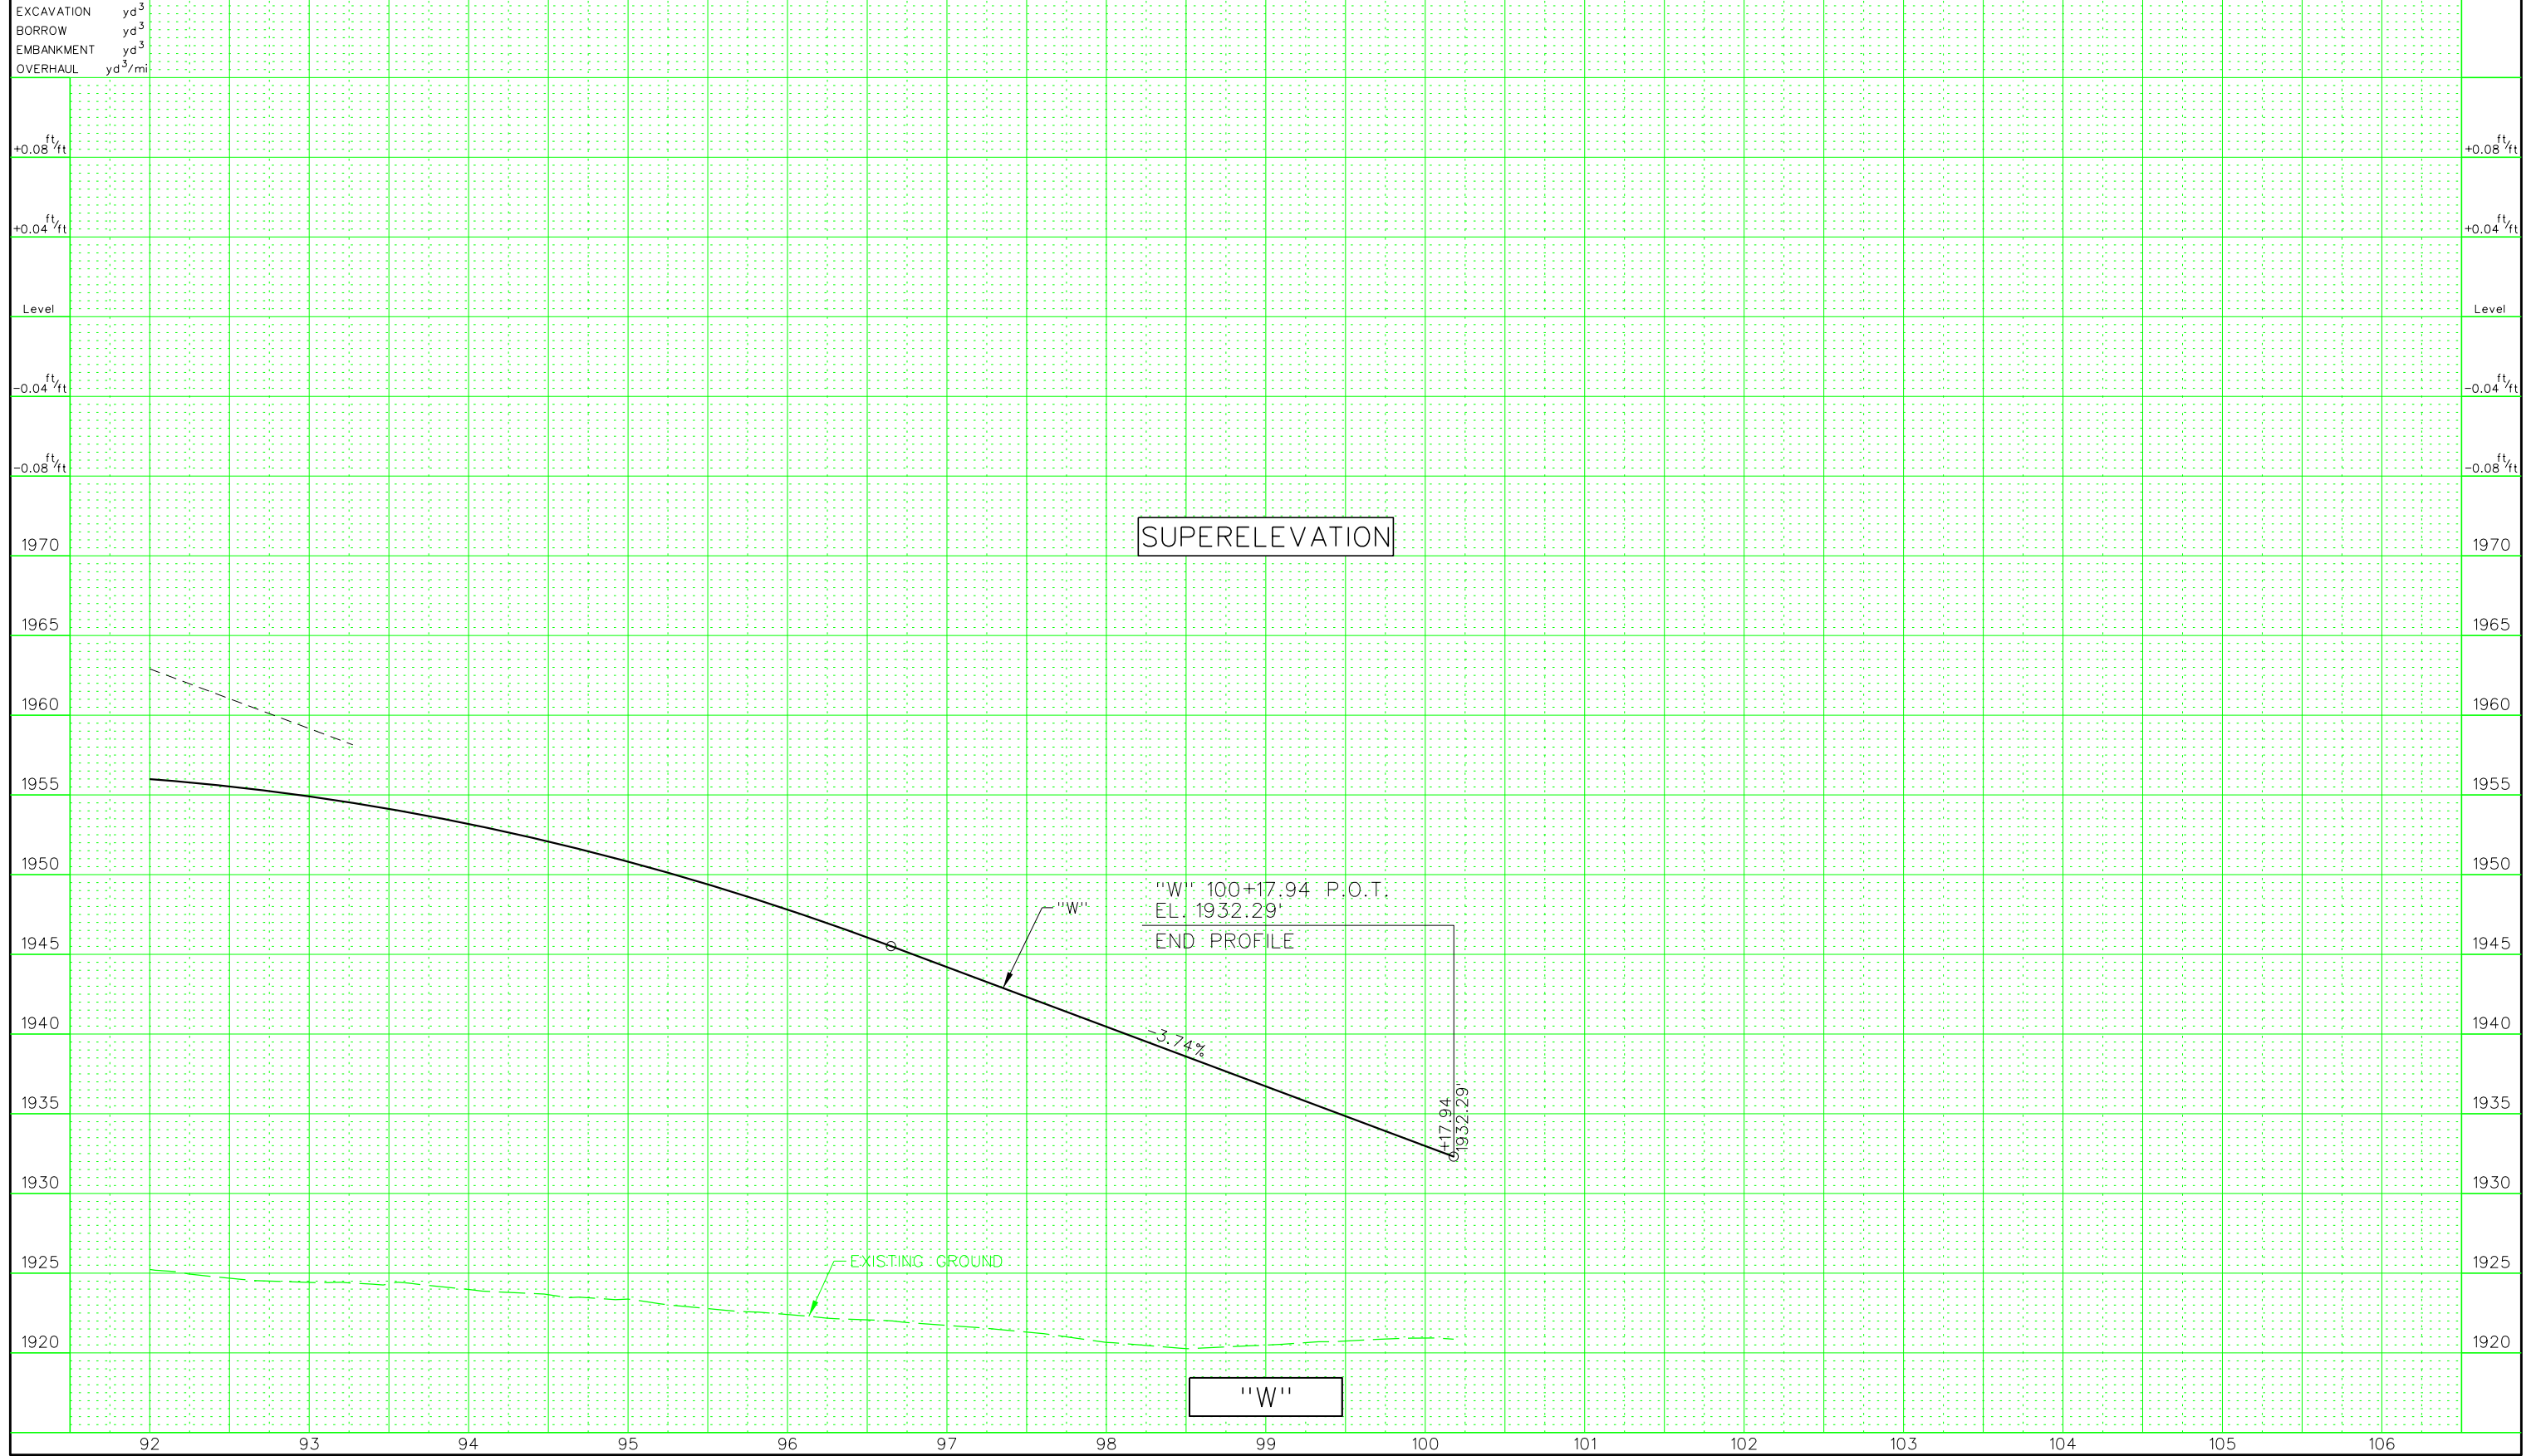 EXCAVATION yd³
BORROW yd³
EMBANKMENT yd³
OVERHAUL yd³/mi
+0.08 ft/ft +0.08 ft/ft
+0.04 ft/ft +0.04 ft/ft
Level Level
-0.04 ft/ft -0.04 ft/ft
-0.08 ft/ft -0.08 ft/ft
SUPERELEVATION
1970 1970
1965 1965
1960 1960
1955 1955
1950 1950
"W" 100+17.94 P.O.T.
"W"
EL. 1932.29'
END PROFILE
1945 1945
1940 1940
-3.74%
1935 1935
+17.94
1932.29'
1930 1930
EXISTING GROUND
1925 1925
1920 1920
"W"
92 93 94 95 96 97 98 99 100 101 102 103 104 105 106